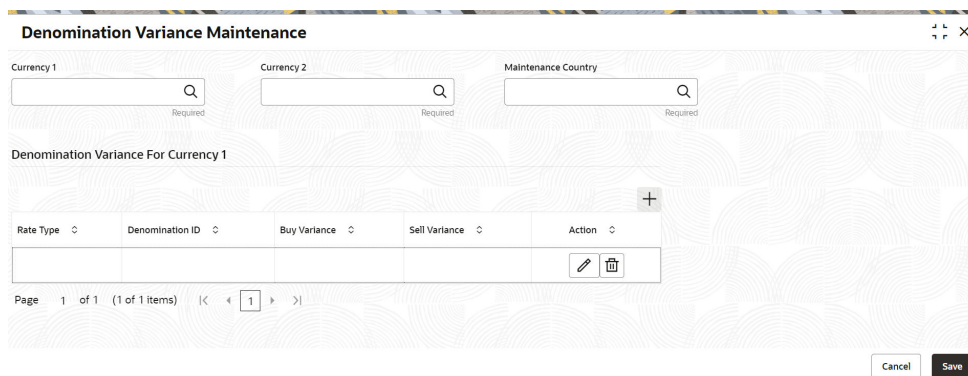 Denomination Variance Maintenance
Currency 1 Currency 2 Maintenance Country
Required Required Required
Denomination Variance For Currency 1
Rate Type Denomination ID Buy Variance Sell Variance Action
Page 1 of 1 (1 of 1 items) 1
Cancel Save